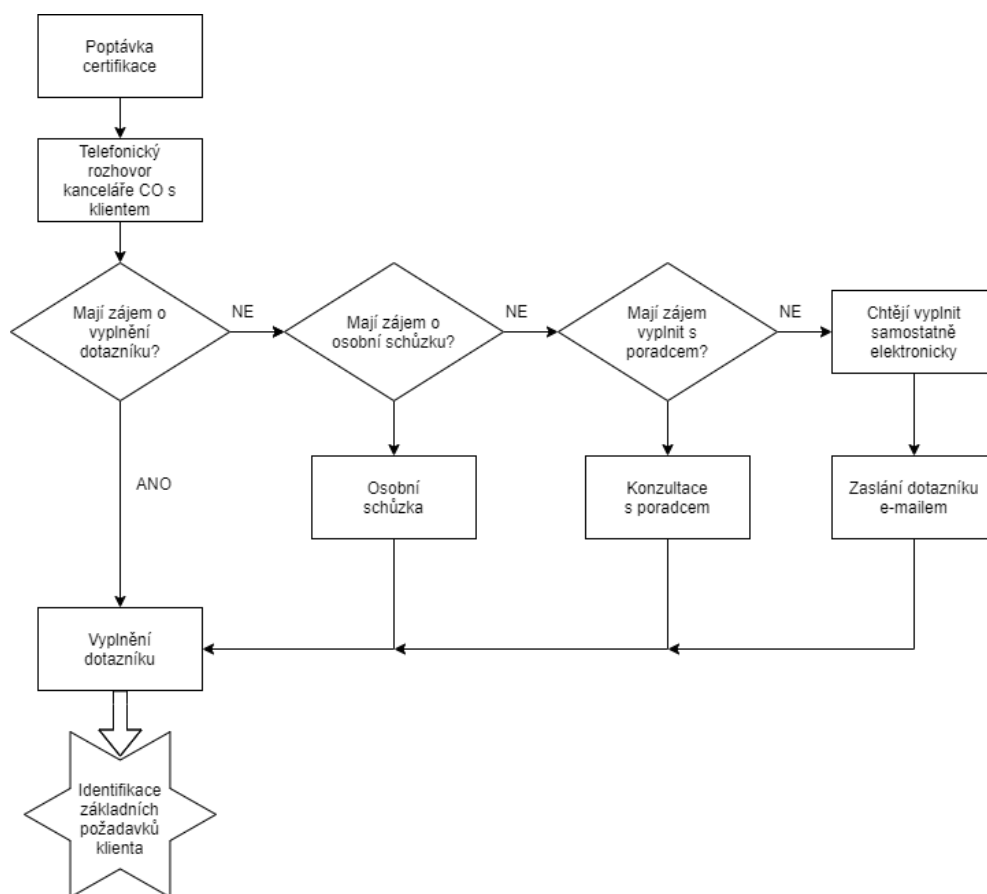 Poptávka
certifikace
Telefonický
rozhovor
kanceláře CO s
klientem
Mají zájem o
vyplnění
dotazníku?
NE
Mají zájem o
osobní schůzku?
NE
Mají zájem
vyplnit s
poradcem?
NE
Chtějí vyplnit
samostatně
elektronicky
ANO
Osobní
schůzka
Konzultace
s poradcem
Zaslání dotazníku
e-mailem
Vyplnění
dotazníku
Identifikace
základních
požadavků
klienta